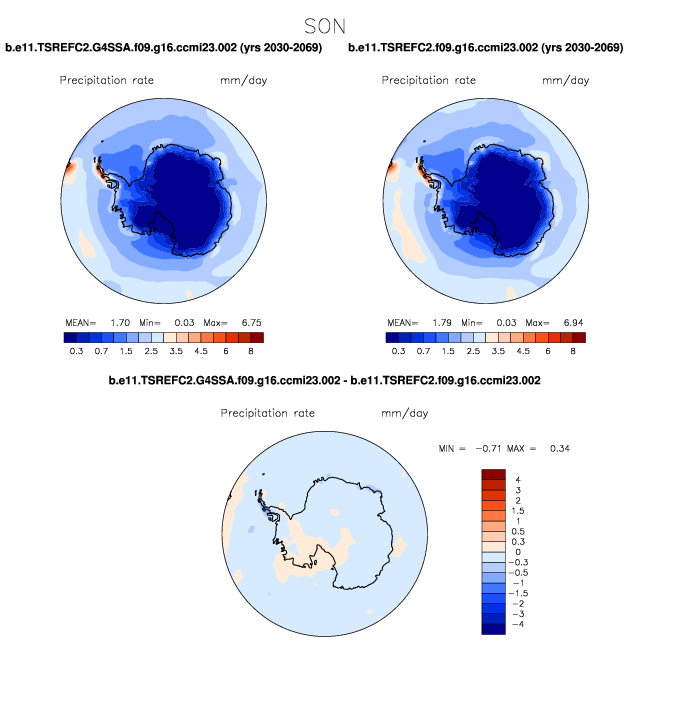 SON
b.e11.TSREFC2.G4SSA.f09.g16.ccmi23.002 (yrs 2030-2069)
b.e11.TSREFC2.f09.g16.ccmi23.002 (yrs 2030-2069)
Precipitation rate mm/day
Precipitation rate mm/day
MEAN= 1.70 Min= 0.03 Max= 6.75
MEAN= 1.79 Min= 0.03 Max= 6.94
0.3 0.7 1.5 2.5 3.5 4.5 6 8
0.3 0.7 1.5 2.5 3.5 4.5 6 8
b.e11.TSREFC2.G4SSA.f09.g16.ccmi23.002 - b.e11.TSREFC2.f09.g16.ccmi23.002
Precipitation rate mm/day
MIN = -0.71 MAX = 0.34
4
3
2
1.5
1
0.5
0.3
0
-0.3
-0.5
-1
-1.5
-2
-3
-4